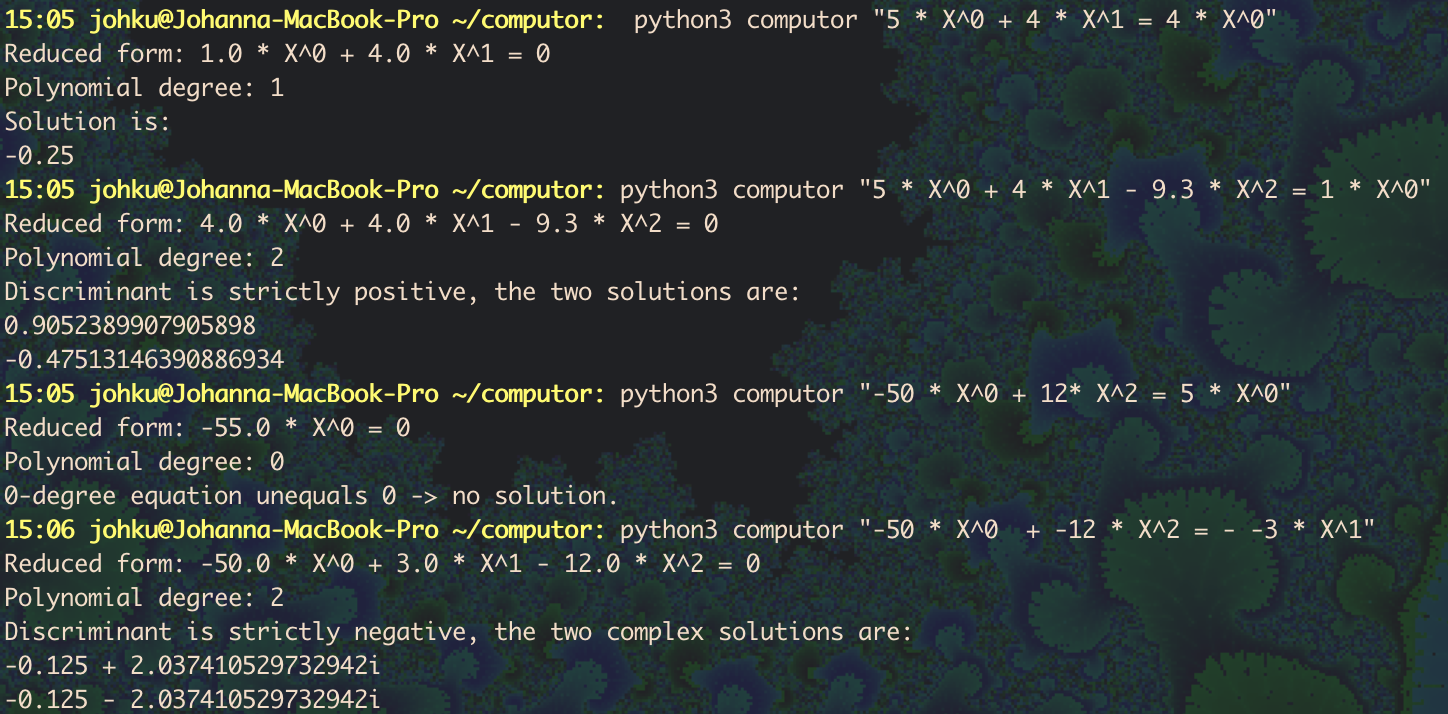 15:05 johku@Johanna-MacBook-Pro ~/computor:  python3 computor "5 * X^0 + 4 * X^1 = 4 * X^0"
Reduced form: 1.0 * X^0 + 4.0 * X^1 = 0
Polynomial degree: 1
Solution is:
-0.25
15:05 johku@Johanna-MacBook-Pro ~/computor: python3 computor "5 * X^0 + 4 * X^1 - 9.3 * X^2 = 1 * X^0"
Reduced form: 4.0 * X^0 + 4.0 * X^1 - 9.3 * X^2 = 0
Polynomial degree: 2
Discriminant is strictly positive, the two solutions are:
0.9052389907905898
-0.47513146390886934
15:05 johku@Johanna-MacBook-Pro ~/computor: python3 computor "-50 * X^0 + 12* X^2 = 5 * X^0"
Reduced form: -55.0 * X^0 = 0
Polynomial degree: 0
0-degree equation unequals 0 -> no solution.
15:06 johku@Johanna-MacBook-Pro ~/computor: python3 computor "-50 * X^0  + -12 * X^2 = - -3 * X^1"
Reduced form: -50.0 * X^0 + 3.0 * X^1 - 12.0 * X^2 = 0
Polynomial degree: 2
Discriminant is strictly negative, the two complex solutions are:
-0.125 + 2.037410529732942i
-0.125 - 2.037410529732942i